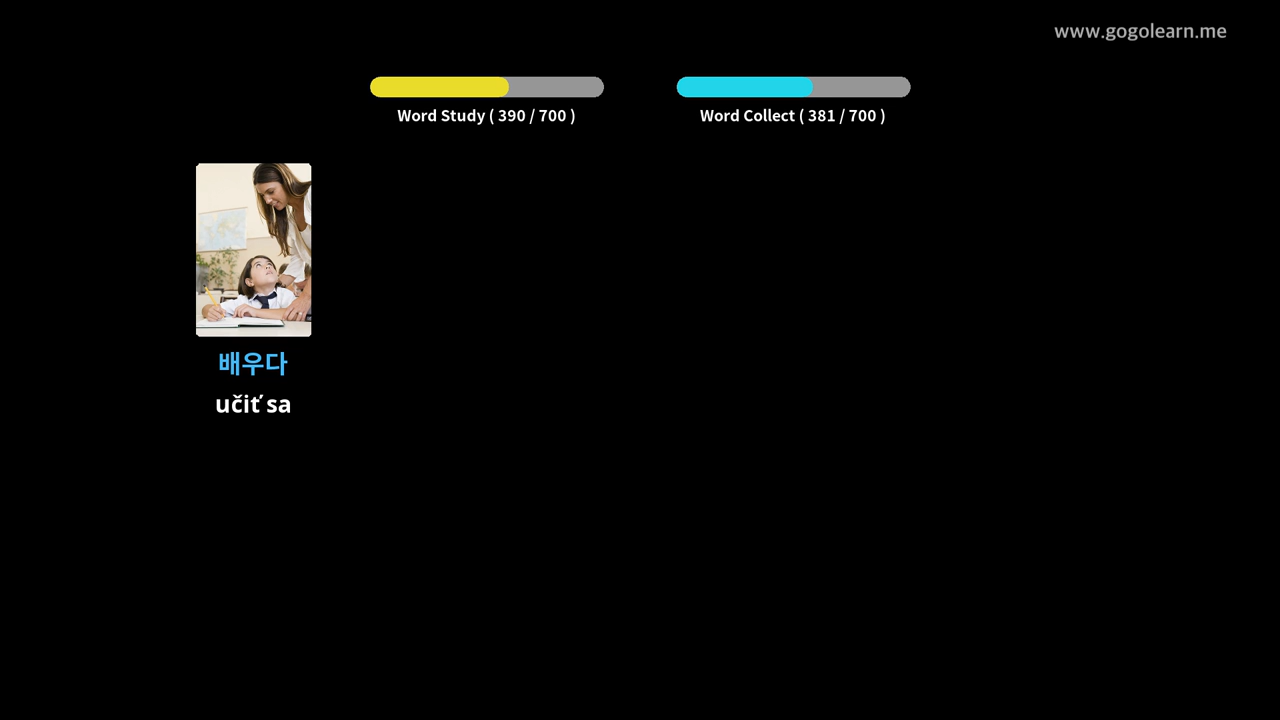 www.gogolearn.me
Word Study ( 390 / 700 )
Word Collect ( 381 / 700 )
배우다
učiť sa